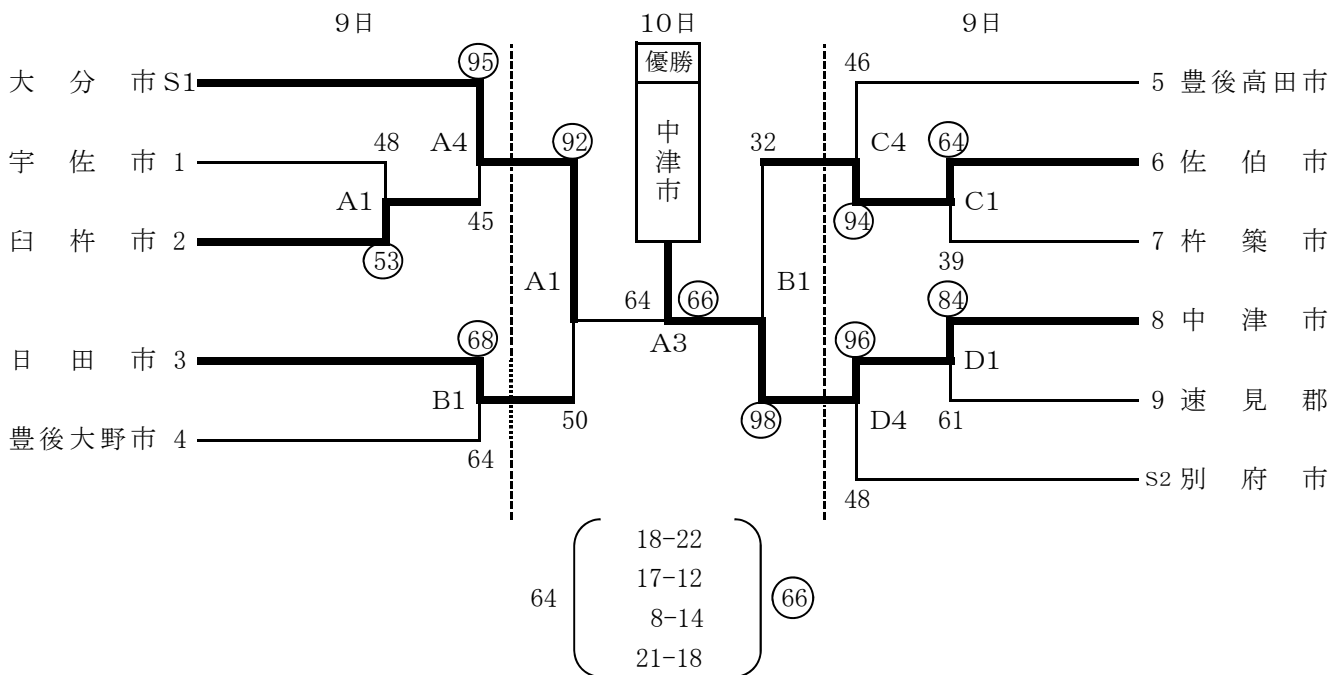 9日 10日 9日
優勝
中津市
大分市 S1
宇佐市 1
臼杵市 2
日田市 3
豊後大野市 4
95
48
A4
A1
45
53
68
B1
64
92
A1
50
64 66
A3
32
B1
98
46
C4
94
64
C1
39
84
96
D1
D4
61
48
5 豊後高田市
6 佐伯市
7 杵築市
8 中津市
9 速見郡
S2 別府市
18-22
17-12
64 66
8-14
21-18